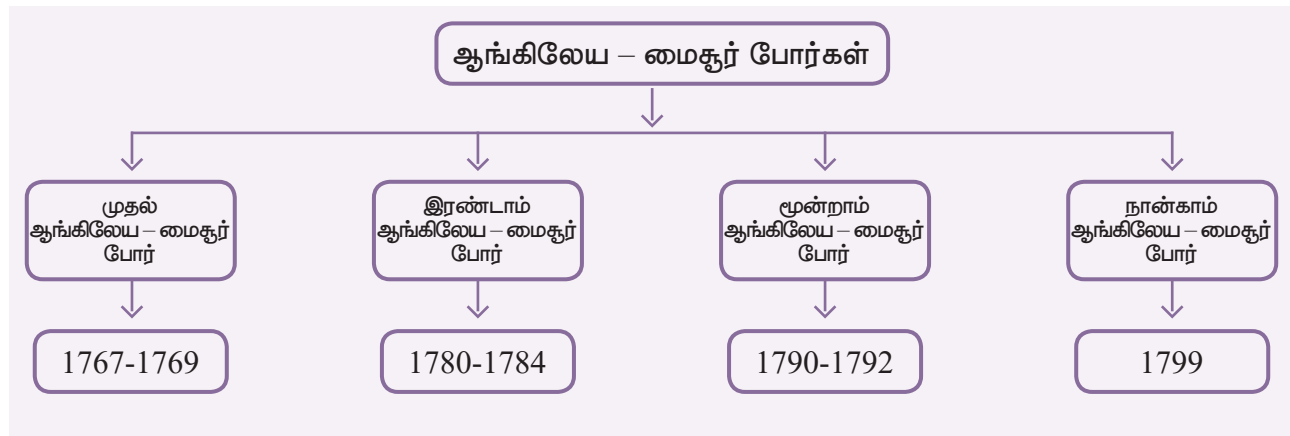 ஆங்கிலேய – மைசூர் போர்கள்
முதல்
ஆங்கிலேய – மைசூர்
போர்
இரண்டாம்
ஆங்கிலேய – மைசூர்
போர்
மூன்றாம்
ஆங்கிலேய – மைசூர்
போர்
நான்காம்
ஆங்கிலேய – மைசூர்
போர்
1767-1769
1780-1784
1790-1792
1799